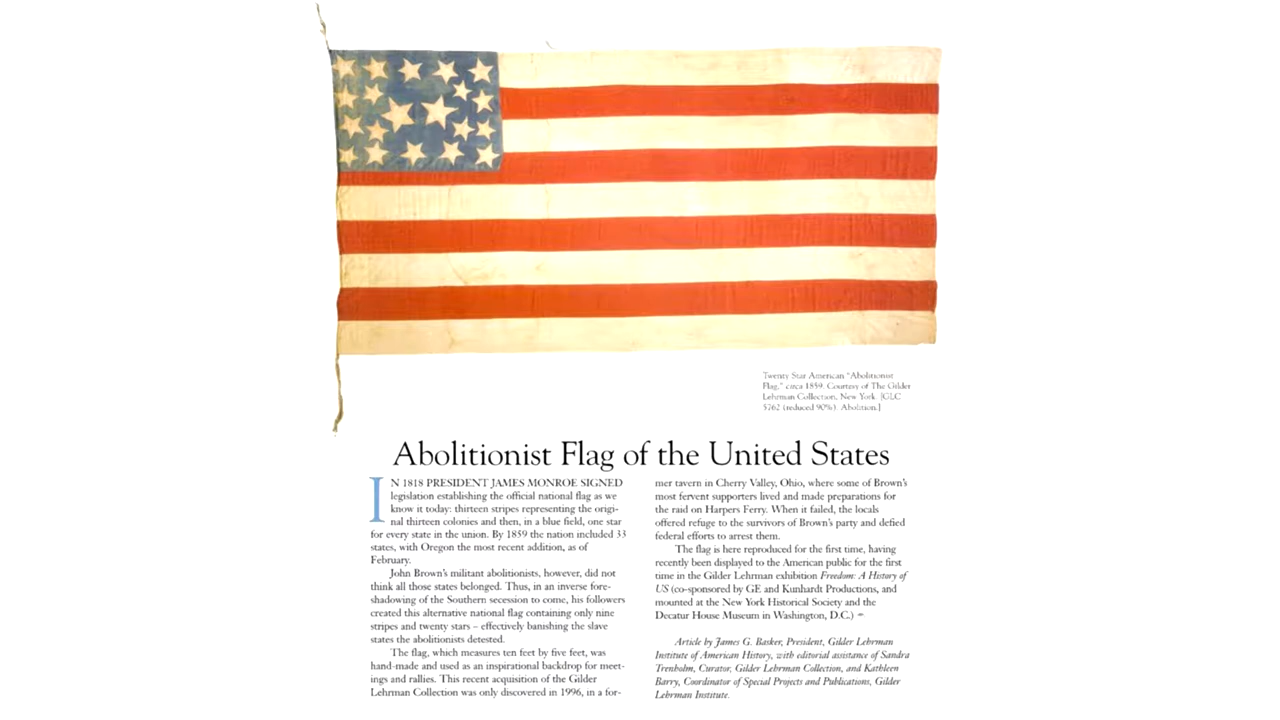 Twenty Star American "Abolitionist
Flag," circa 1859. Courtesy of The Gilder
Lehrman Collection, New York. [GLC
5762 (reduced 90%). Abolition.]
Abolitionist Flag of the United States
IN 1818 PRESIDENT JAMES MONROE SIGNED
legislation establishing the official national flag as we
know it today: thirteen stripes representing the origi-
nal thirteen colonies and then, in a blue field, one star
for every state in the union. By 1859 the nation included 33
states, with Oregon the most recent addition, as of
February.
John Brown's militant abolitionists, however, did not
think all those states belonged. Thus, in an inverse fore-
shadowing of the Southern secession to come, his followers
created this alternative national flag containing only nine
stripes and twenty stars – effectively banishing the slave
states the abolitionists detested.
The flag, which measures ten feet by five feet, was
hand-made and used as an inspirational backdrop for meet-
ings and rallies. This recent acquisition of the Gilder
Lehrman Collection was only discovered in 1996, in a for-
mer tavern in Cherry Valley, Ohio, where some of Brown's
most fervent supporters lived and made preparations for
the raid on Harpers Ferry. When it failed, the locals
offered refuge to the survivors of Brown's party and defied
federal efforts to arrest them.
The flag is here reproduced for the first time, having
recently been displayed to the American public for the first
time in the Gilder Lehrman exhibition Freedom: A History of
US (co-sponsored by GE and Kunhardt Productions, and
mounted at the New York Historical Society and the
Decatur House Museum in Washington, D.C.)
Article by James G. Basker, President, Gilder Lehrman
Institute of American History, with editorial assistance of Sandra
Trenholm, Curator, Gilder Lehrman Collection, and Kathleen
Barry, Coordinator of Special Projects and Publications, Gilder
Lehrman Institute.